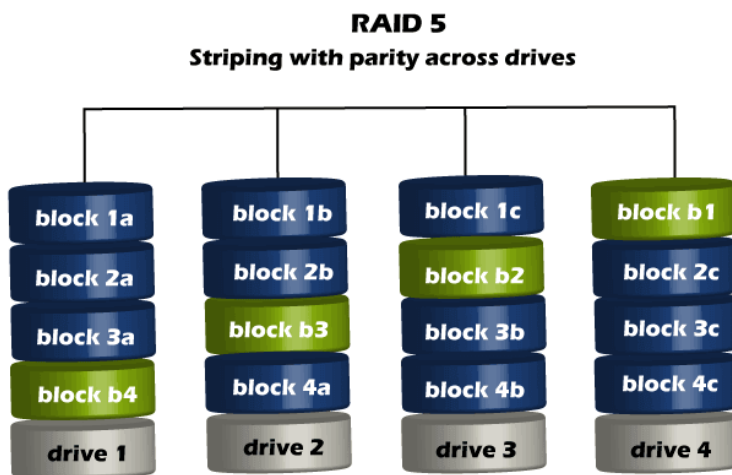 RAID 5
Striping with parity across drives
block 1a block 1b block 1c block b1
block 2a block 2b block b2 block 2c
block 3a block b3 block 3b block 3c
block b4 block 4a block 4b block 4c
drive 1 drive 2 drive 3 drive 4